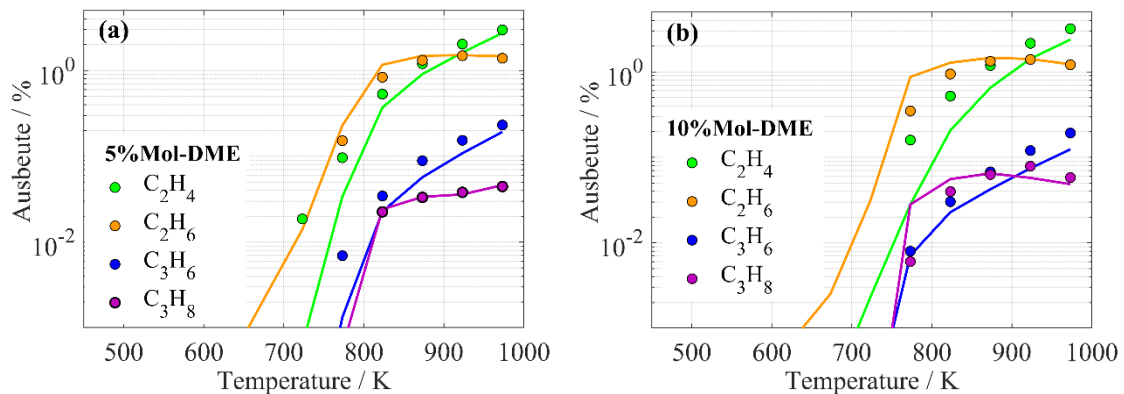 (a)
Ausbeute / %
10^0
10^-2
5%Mol-DME
C₂H₄
C₂H₆
C₃H₆
C₃H₈
500 600 700 800 900 1000
Temperature / K
(b)
Ausbeute / %
10^0
10^-2
10%Mol-DME
C₂H₄
C₂H₆
C₃H₆
C₃H₈
500 600 700 800 900 1000
Temperature / K